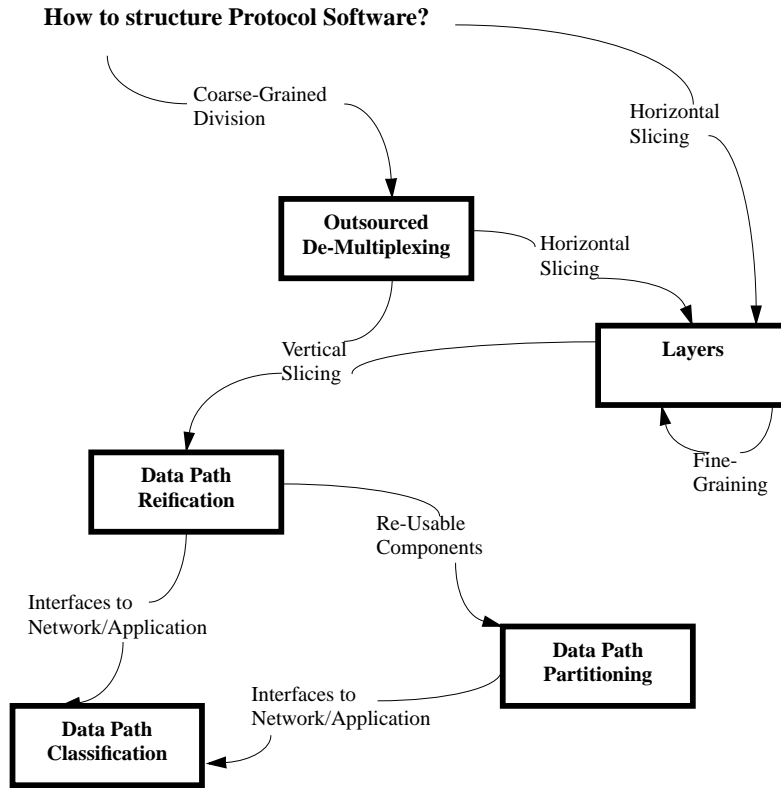 How to structure Protocol Software?
Coarse-Grained
Division
Horizontal
Slicing
Outsourced
De-Multiplexing
Horizontal
Slicing
Vertical
Slicing
Layers
Fine-
Graining
Data Path
Reification
Re-Usable
Components
Interfaces to
Network/Application
Data Path
Partitioning
Interfaces to
Network/Application
Data Path
Classification